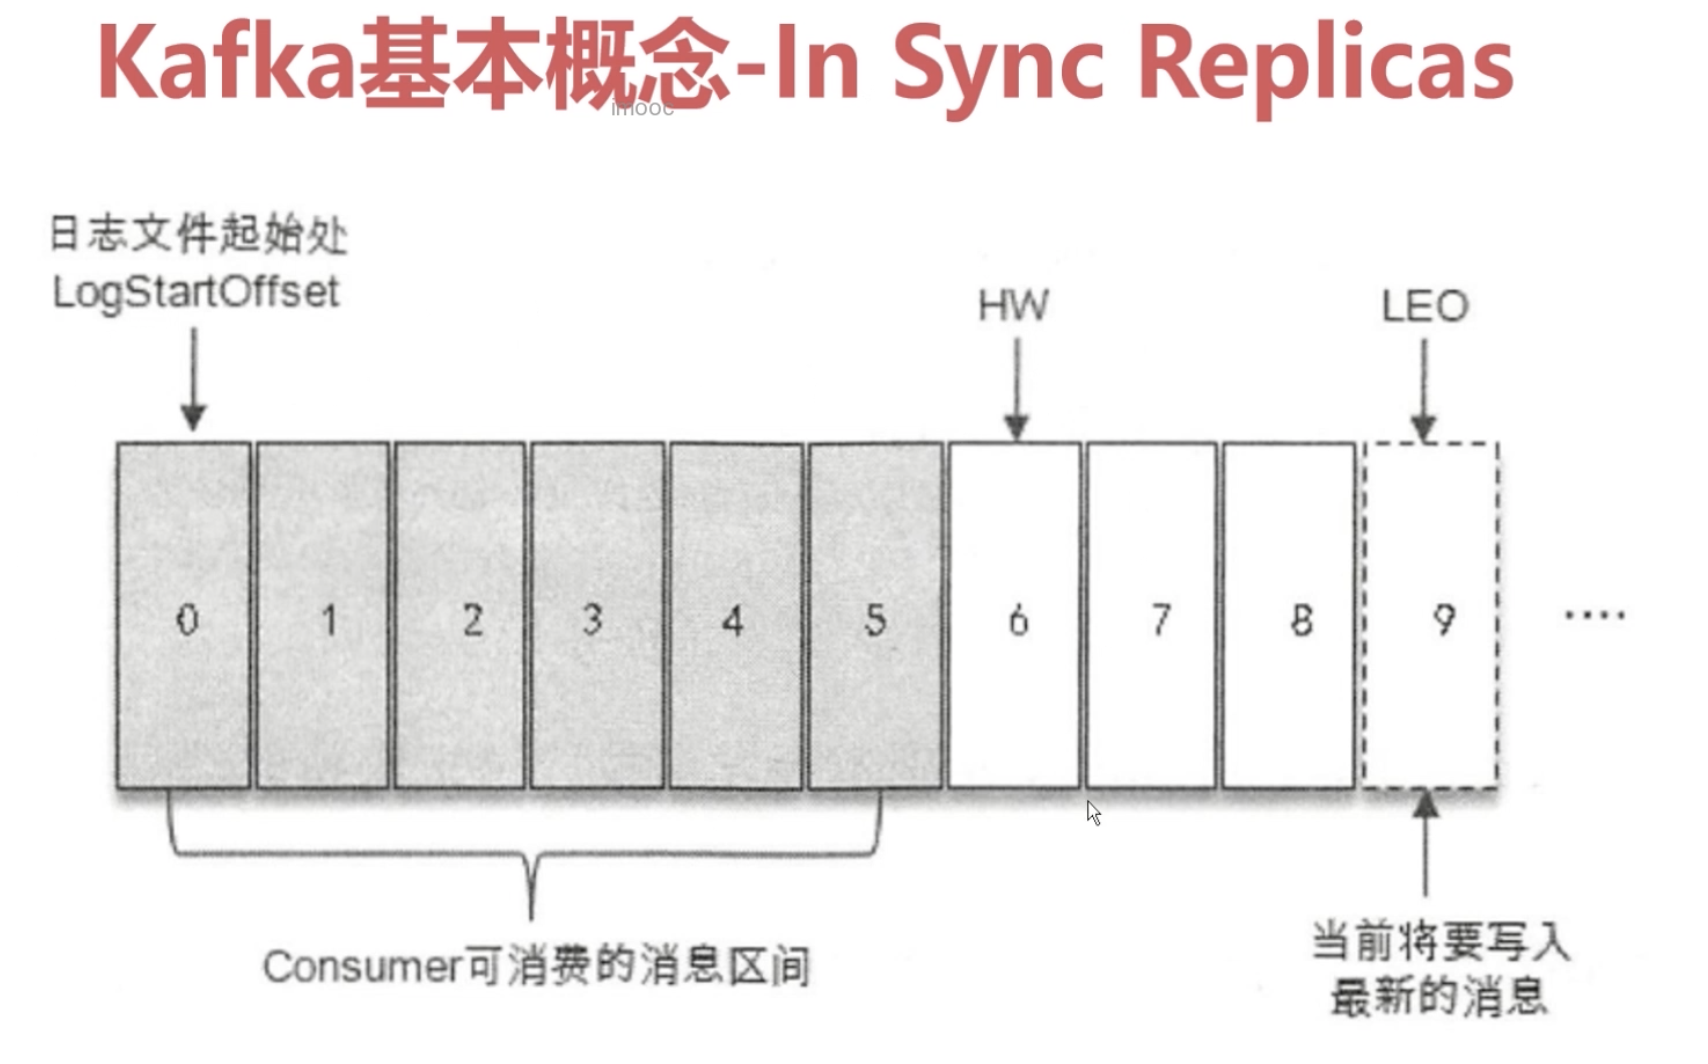 Kafka基本概念-In Sync Replicas
imooc
日志文件起始处
LogStartOffset
HW
LEO
0 1 2 3 4 5 6 7 8 9 ····
Consumer可消费的消息区间
当前将要写入
最新的消息